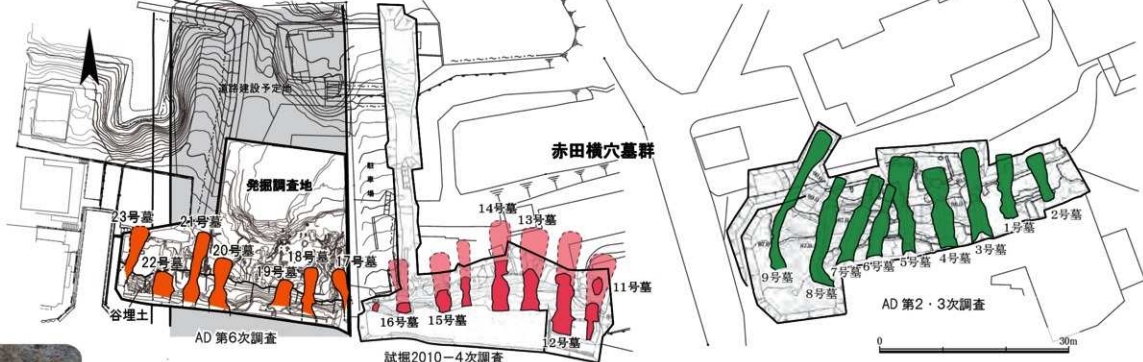 道路建設予定地
発掘調査地
駐車場
赤田横穴墓群
23号墓
22号墓
21号墓
20号墓
19号墓
18号墓
17号墓
谷埋土
AD 第6次調査
16号墓
15号墓
14号墓
13号墓
12号墓
11号墓
試掘2010-4次調査
9号墓
8号墓
7号墓
6号墓
5号墓
4号墓
3号墓
1号墓
2号墓
AD 第2・3次調査
0
30m